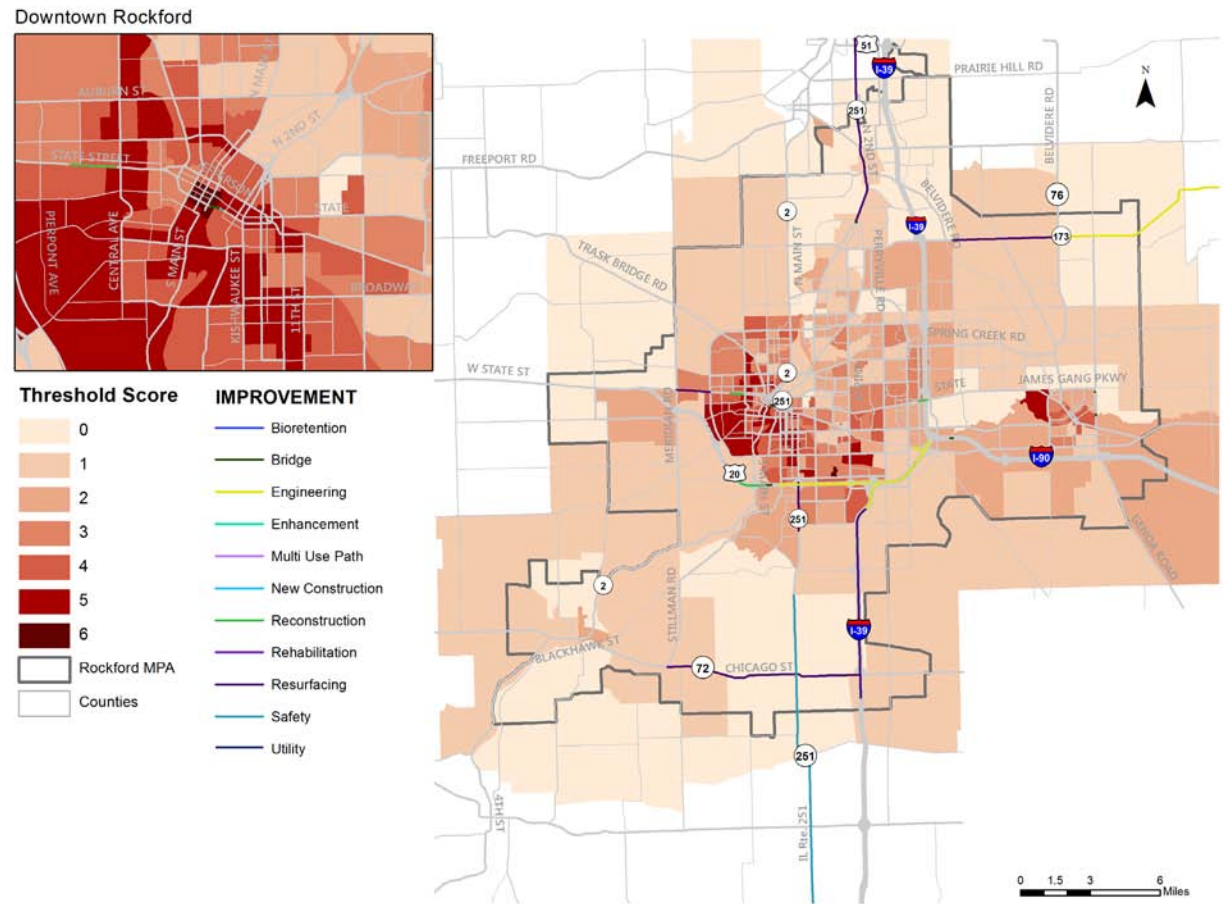 Downtown Rockford
AUBURN ST
N MAIN ST
N 2ND ST
STATE STREET
JEFFERSON
STATE
PIERPONT AVE
CENTRAL AVE
S MAIN ST
KISHWAUKEE ST
11TH ST
BROADWA
Threshold Score
0
1
2
3
4
5
6
Rockford MPA
Counties
IMPROVEMENT
Bioretention
Bridge
Engineering
Enhancement
Multi Use Path
New Construction
Reconstruction
Rehabilitation
Resurfacing
Safety
Utility
51
I-39
PRAIRIE HILL RD
N
BELVIDERE RD
251
N 2ND ST
FREEPORT RD
76
2
BELVIDERE RD
I-39
173
TRASK BRIDGE RD
N MAIN ST
PERRYVILLE RD
SPRING CREEK RD
W STATE ST
2
STATE
JAMES GANG PKWY
251
MERIDIAN RD
I-90
20
251
GENOA ROAD
2
STILLMAN RD
I-39
BLACKHAWK ST
72
CHICAGO ST
251
4TH ST
IL Rte. 251
0 1.5 3 6
Miles